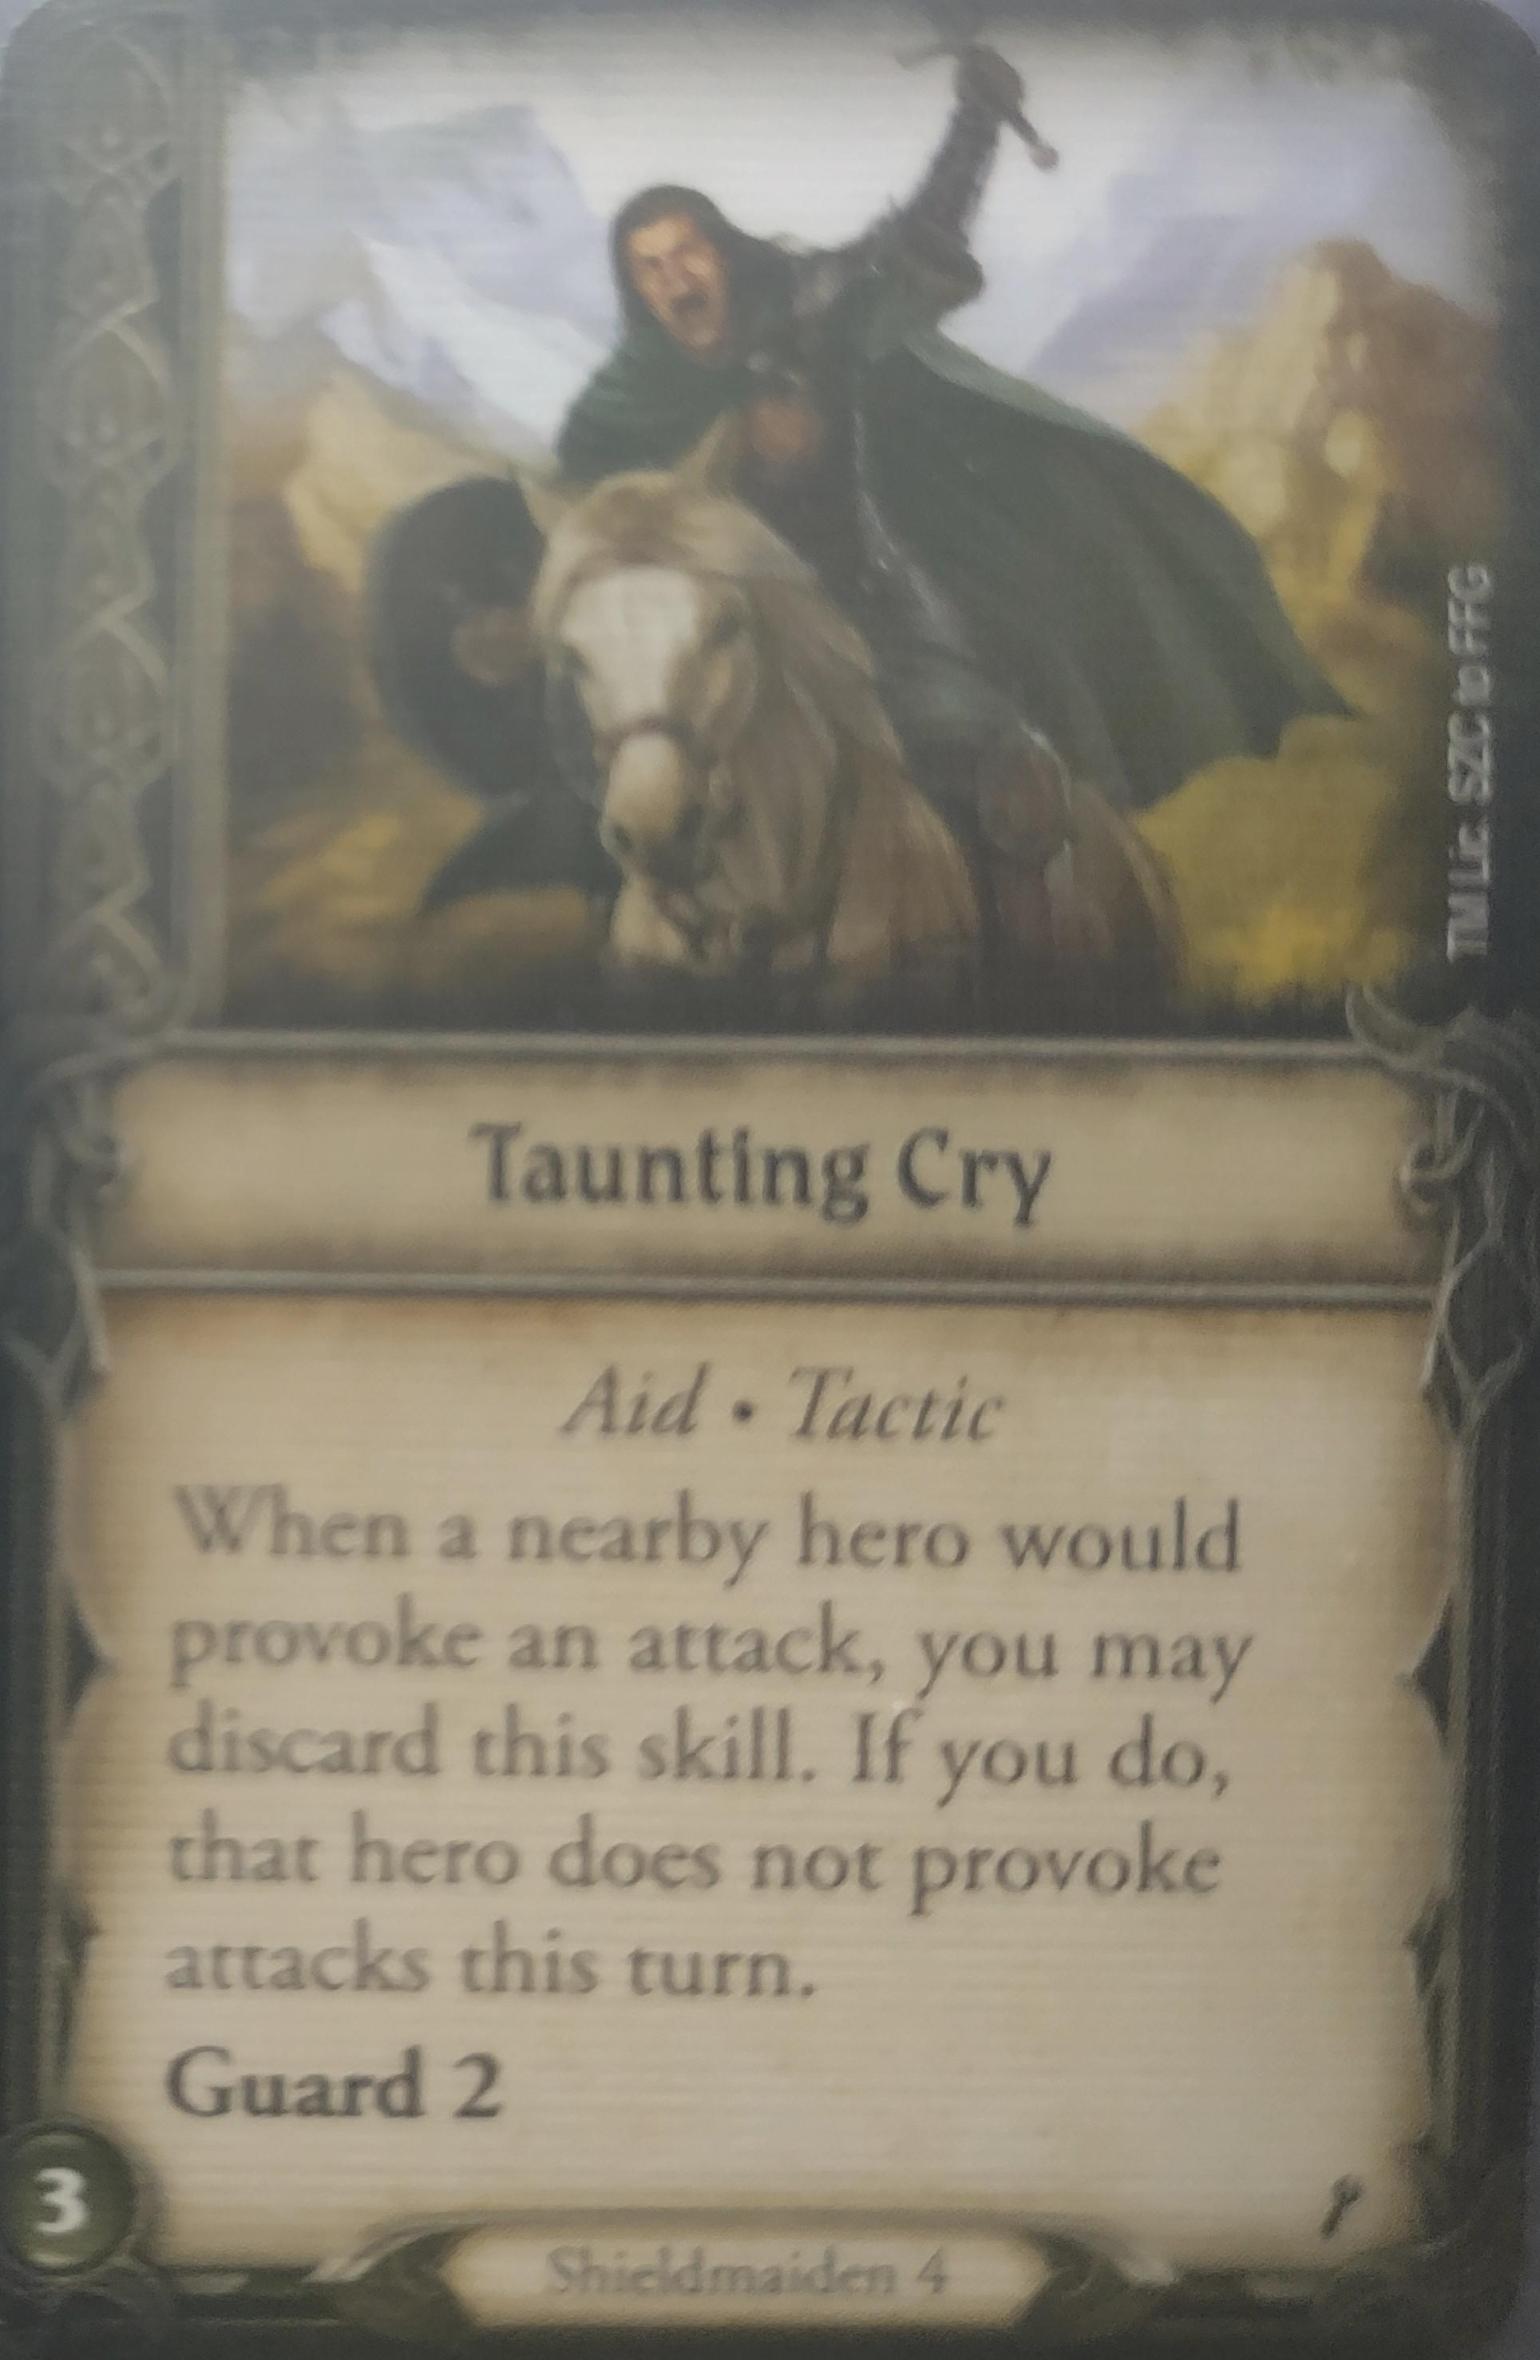 TM Lic. SZC to FFG
Taunting Cry
Aid • Tactic
When a nearby hero would
provoke an attack, you may
discard this skill. If you do,
that hero does not provoke
attacks this turn.
Guard 2
3
Shieldmaiden 4